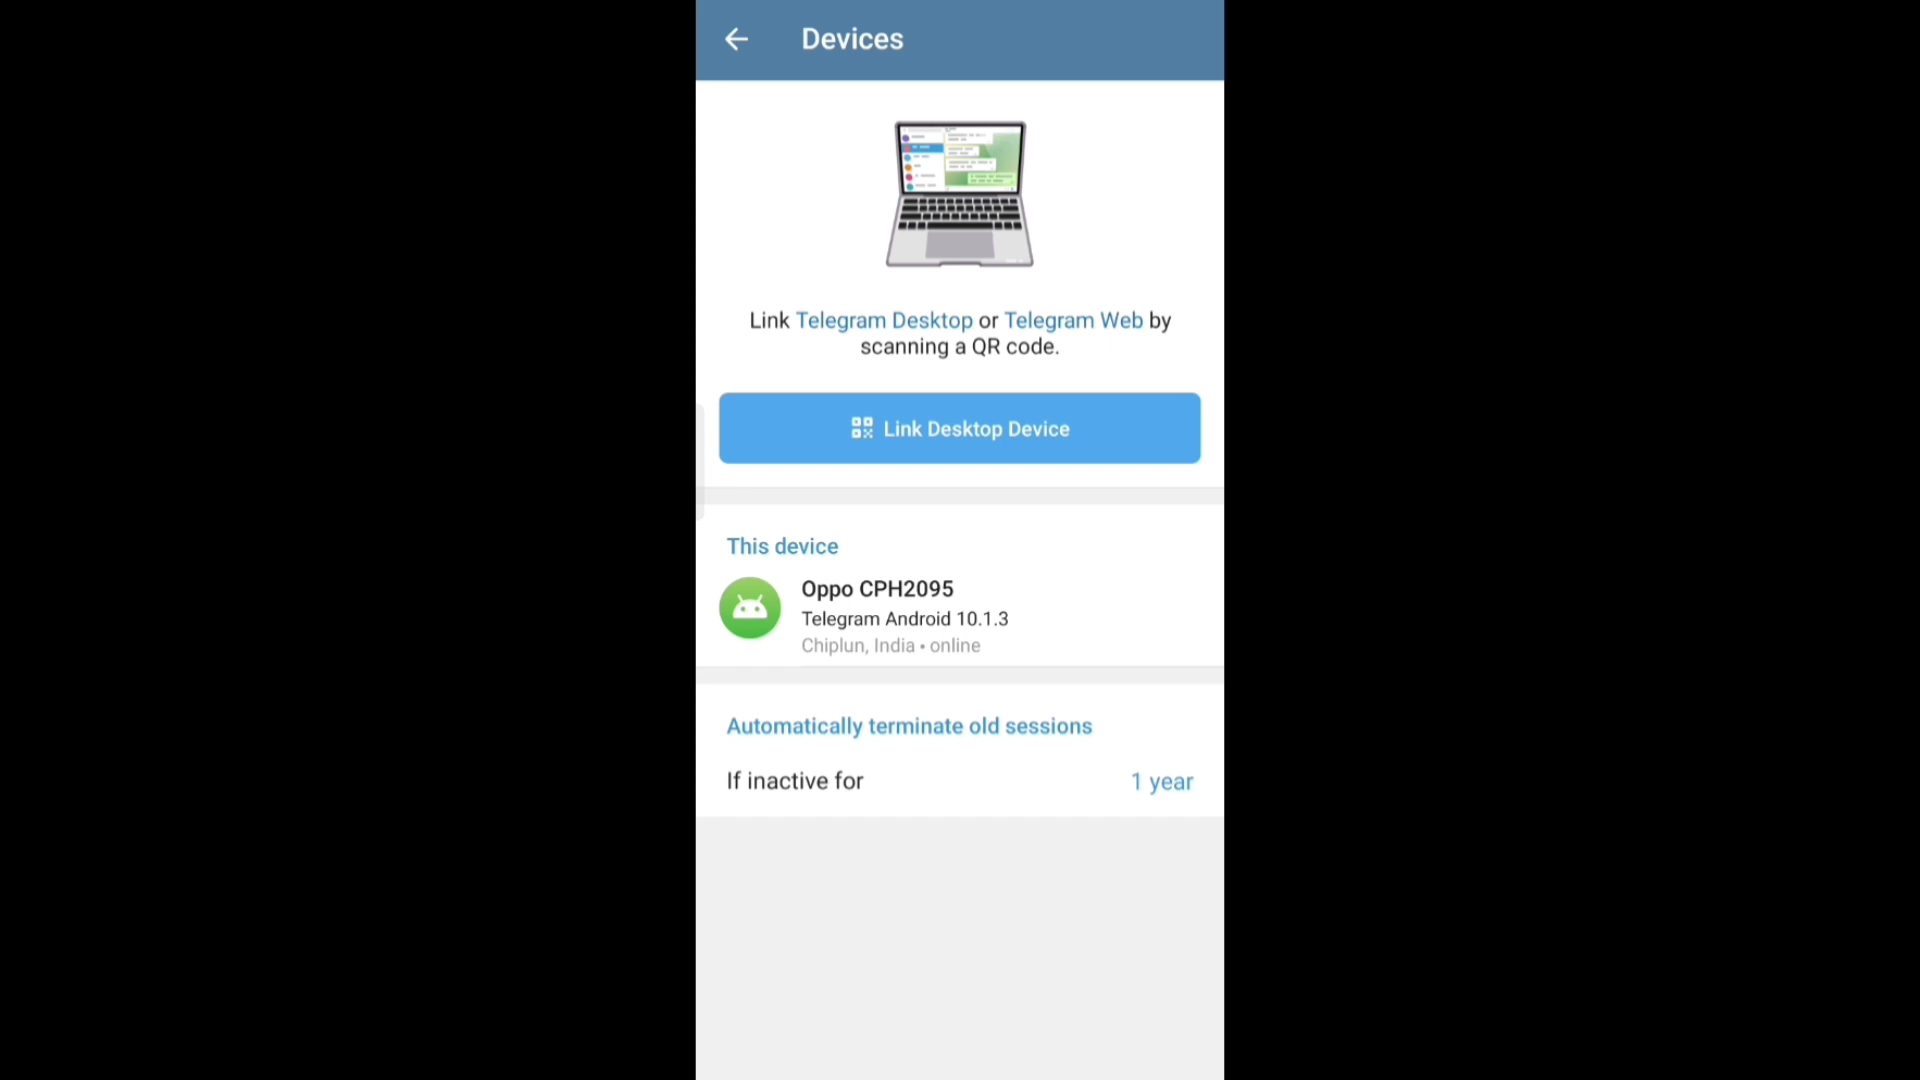 Devices
Link Telegram Desktop or Telegram Web by
scanning a QR code.
Link Desktop Device
This device
Oppo CPH2095
Telegram Android 10.1.3
Chiplun, India • online
Automatically terminate old sessions
If inactive for 1 year